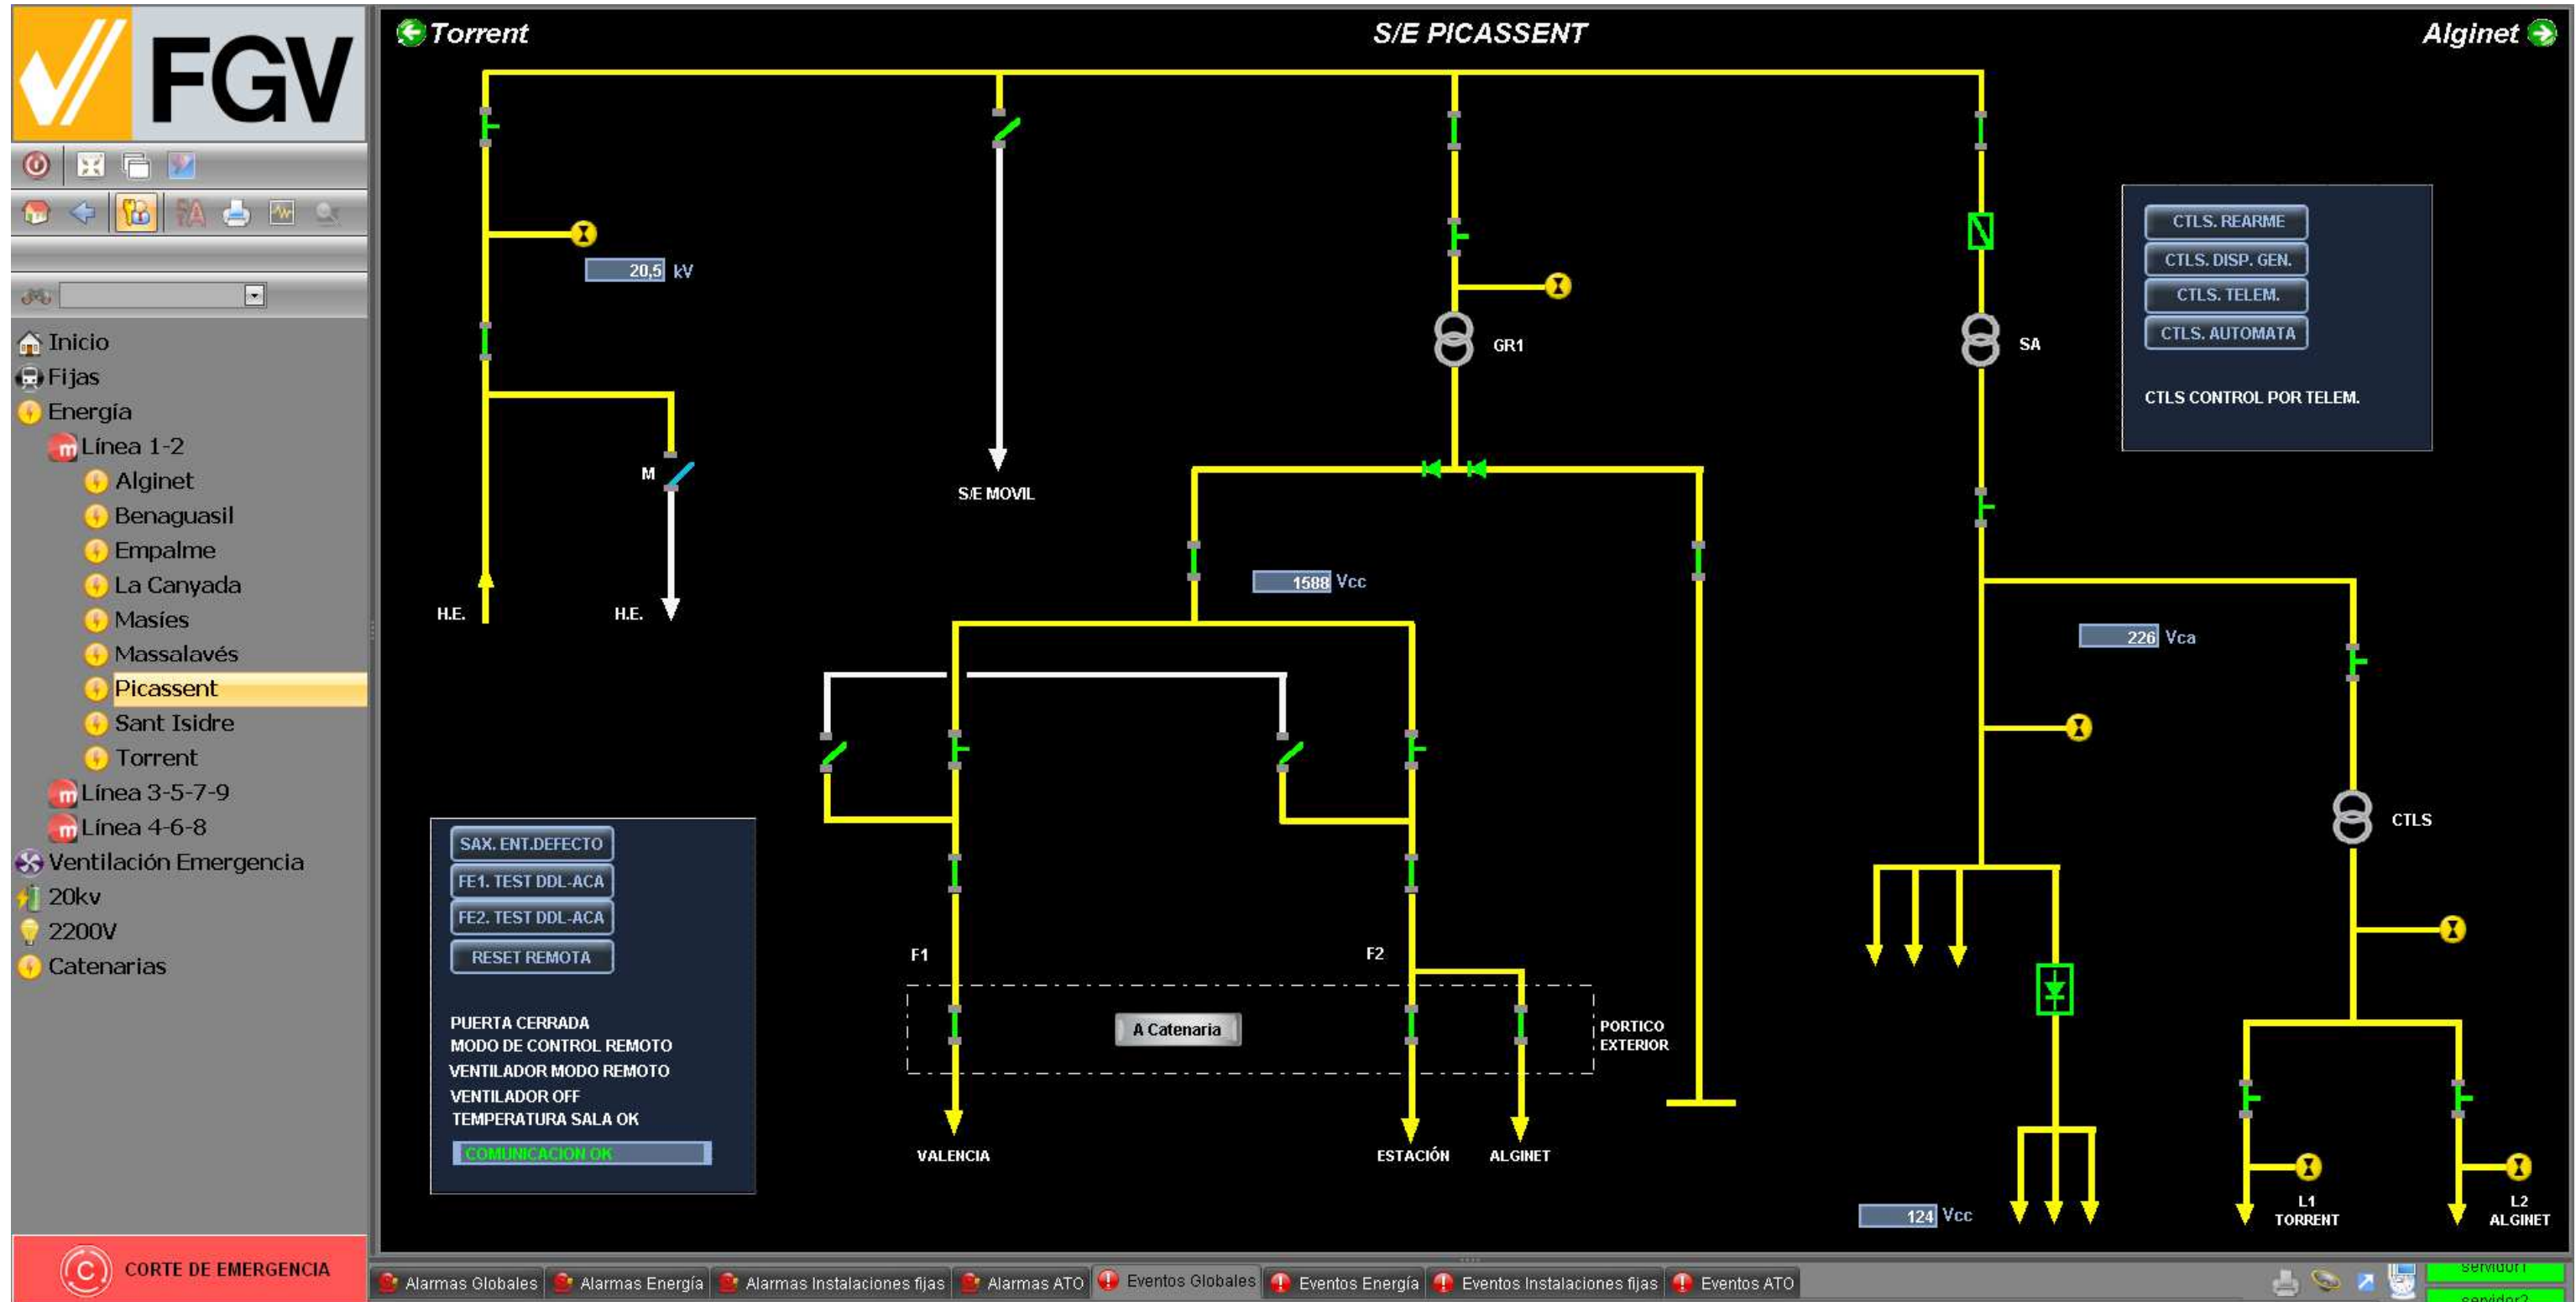 FGV
Inicio
Fijas
Energía
Línea 1-2
Alginet
Benaguasil
Empalme
La Canyada
Masíes
Massalavés
Picassent
Sant Isidre
Torrent
Línea 3-5-7-9
Línea 4-6-8
Ventilación Emergencia
20kv
2200V
Catenarias
CORTE DE EMERGENCIA
Torrent
S/E PICASSENT
Alginet
20,5 kV
M
H.E.
H.E.
S/E MOVIL
GR1
SA
CTLS. REARME
CTLS. DISP. GEN.
CTLS. TELEM.
CTLS. AUTOMATA
CTLS CONTROL POR TELEM.
1588 Vcc
226 Vca
CTLS
SAX. ENT.DEFECTO
FE1. TEST DDL-ACA
FE2. TEST DDL-ACA
RESET REMOTA
PUERTA CERRADA
MODO DE CONTROL REMOTO
VENTILADOR MODO REMOTO
VENTILADOR OFF
TEMPERATURA SALA OK
COMUNICACION OK
F1
F2
A Catenaria
PORTICO
EXTERIOR
VALENCIA
ESTACIÓN
ALGINET
124 Vcc
L1
TORRENT
L2
ALGINET
Alarmas Globales
Alarmas Energía
Alarmas Instalaciones fijas
Alarmas ATO
Eventos Globales
Eventos Energía
Eventos Instalaciones fijas
Eventos ATO
servidor1
servidor2